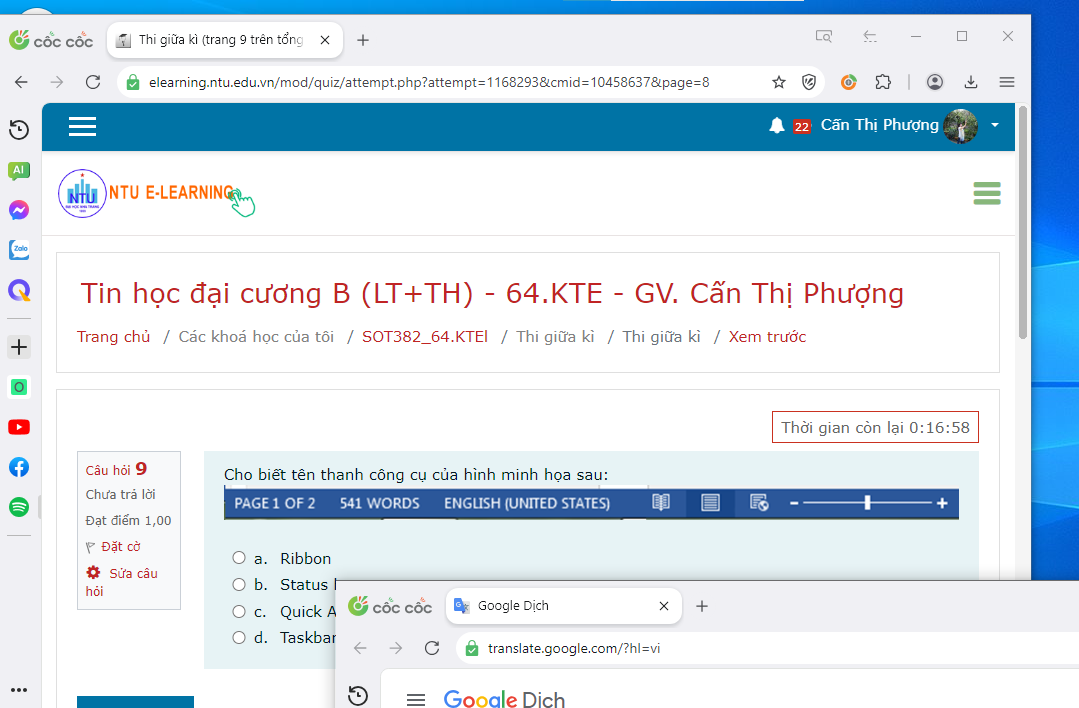 cốc cốc
Thi giữa kì (trang 9 trên tổng
elearning.ntu.edu.vn/mod/quiz/attempt.php?attempt=1168293&cmid=10458637&page=8
AI
Zalo
22
Cấn Thị Phượng
NTU
NTU E-LEARNING
Tin học đại cương B (LT+TH) - 64.KTE - GV. Cấn Thị Phượng
Trang chủ / Các khoá học của tôi / SOT382_64.KTEl / Thi giữa kì / Thi giữa kì / Xem trước
Thời gian còn lại 0:16:58
Câu hỏi 9
Chưa trả lời
Đạt điểm 1,00
Đặt cờ
Sửa câu hỏi
Cho biết tên thanh công cụ của hình minh họa sau:
PAGE 1 OF 2 541 WORDS ENGLISH (UNITED STATES)
a. Ribbon
b. Status
c. Quick A
d. Taskbar
cốc cốc
Google Dịch
translate.google.com/?hl=vi
Google Dịch